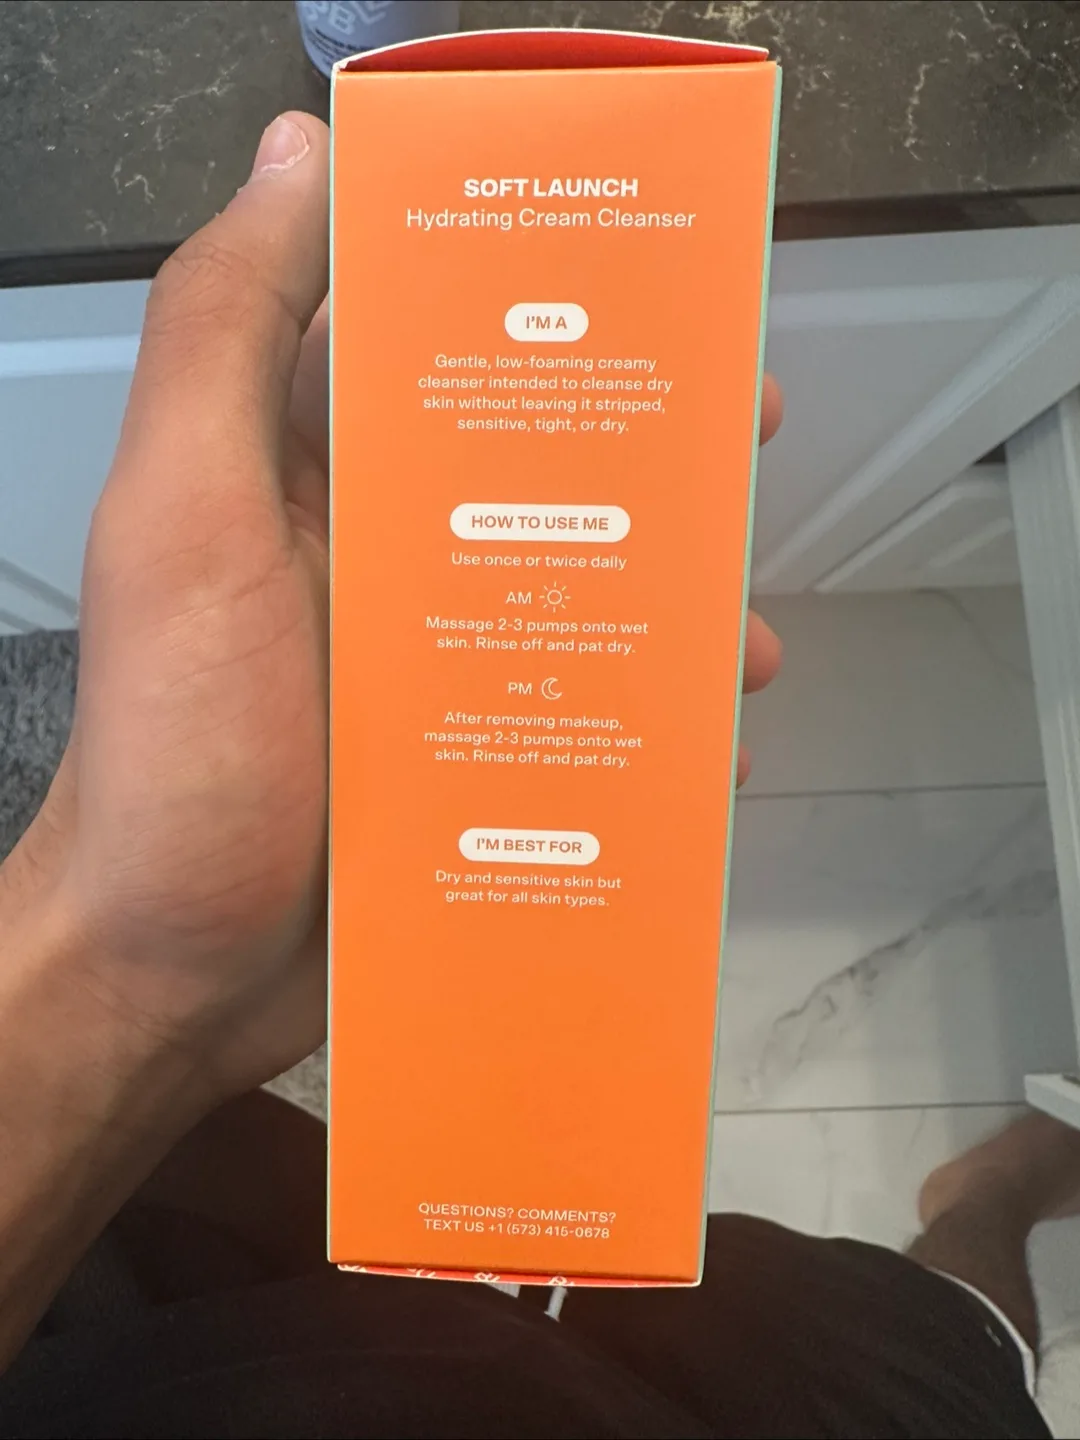 SOFT LAUNCH
Hydrating Cream Cleanser
I'M A
Gentle, low-foaming creamy
cleanser intended to cleanse dry
skin without leaving it stripped,
sensitive, tight, or dry.
HOW TO USE ME
Use once or twice daily
AM
Massage 2-3 pumps onto wet
skin. Rinse off and pat dry.
PM
After removing makeup,
massage 2-3 pumps onto wet
skin. Rinse off and pat dry.
I'M BEST FOR
Dry and sensitive skin but
great for all skin types.
QUESTIONS? COMMENTS?
TEXT US +1 (573) 415-0678